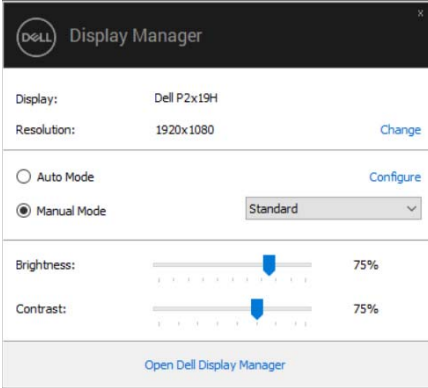 x
DELL Display Manager
Display: Dell P2x19H
Resolution: 1920x1080 Change
Auto Mode Configure
Manual Mode Standard
Brightness: 75%
Contrast: 75%
Open Dell Display Manager